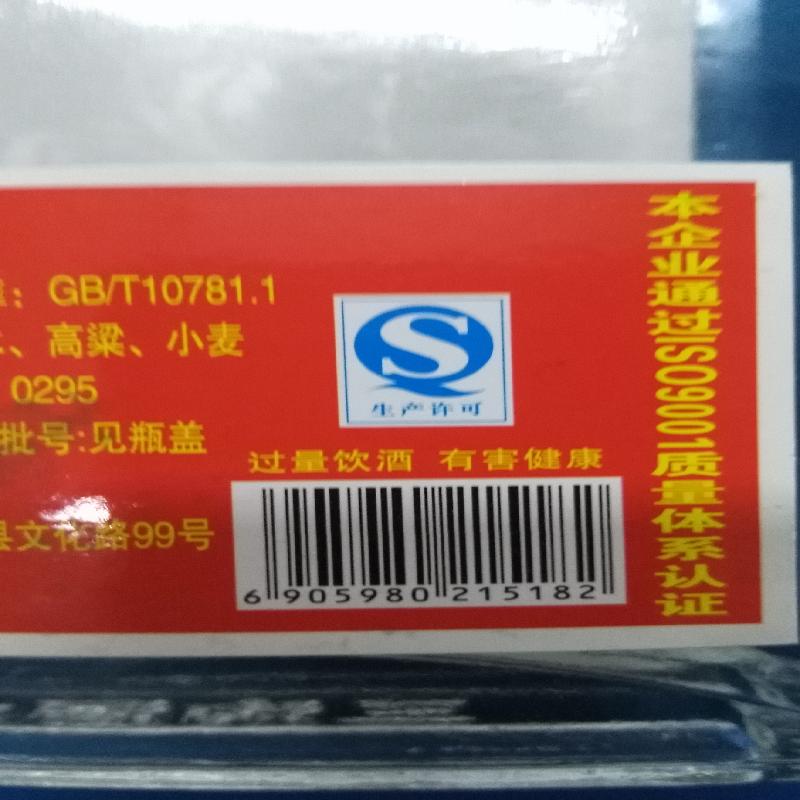 : GB/T10781.1
、高粱、小麦
0295
批号:见瓶盖
县文化路99号
生产许可
过量饮酒 有害健康
6 905980 215182
本企业通过ISO9001质量体系认证